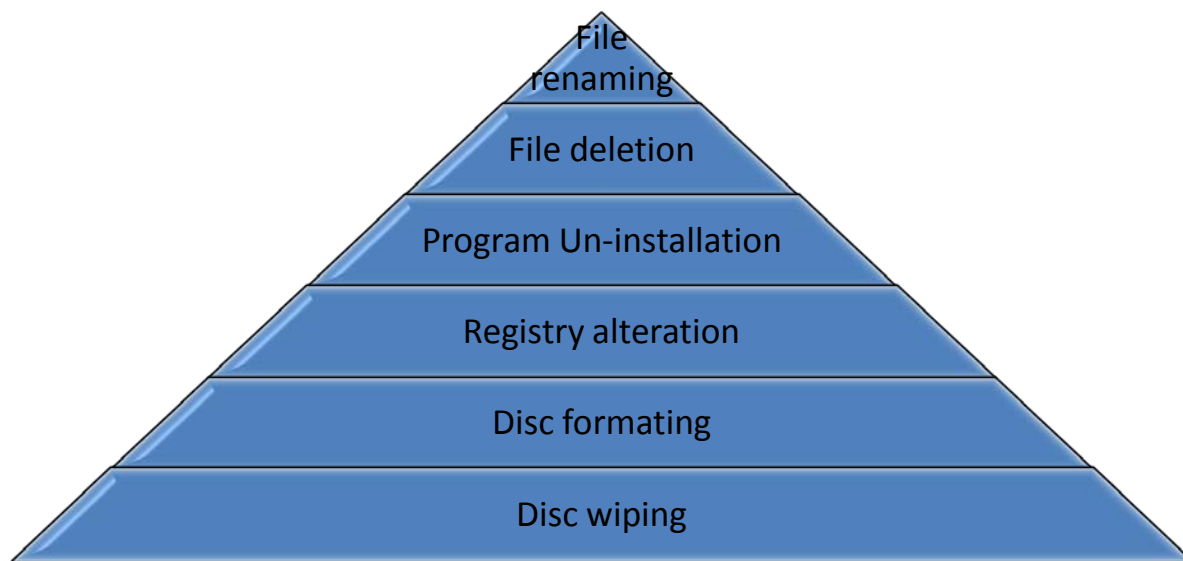 File
renaming
File deletion
Program Un-installation
Registry alteration
Disc formating
Disc wiping